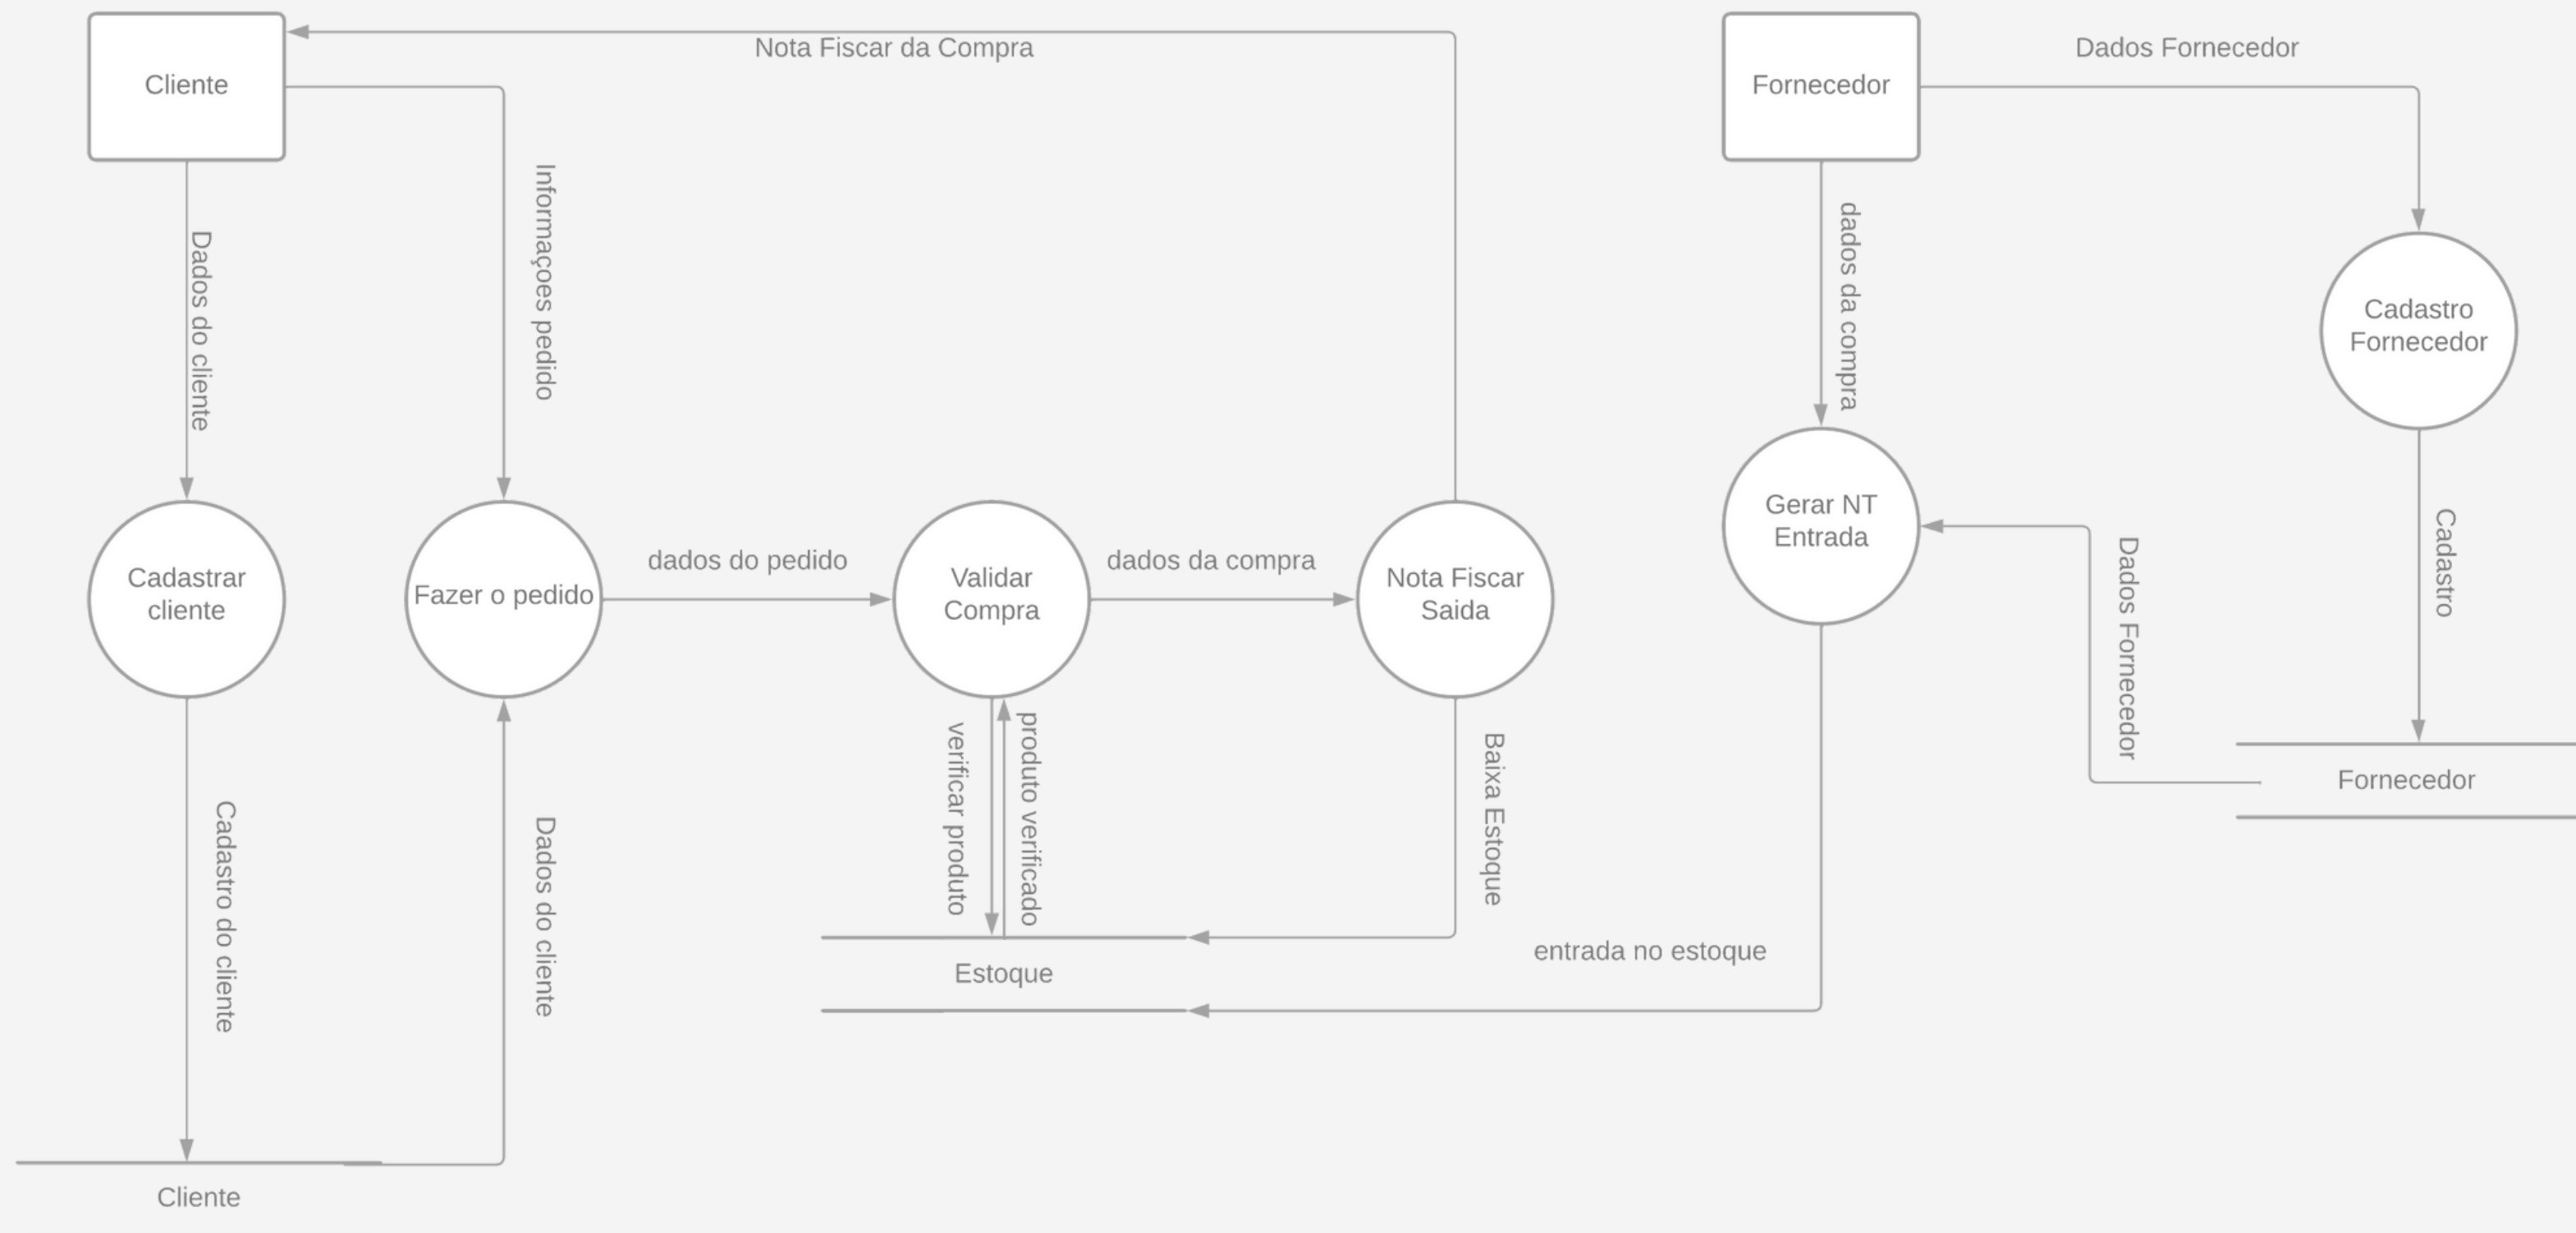 Cliente
Nota Fiscar da Compra
Fornecedor
Dados Fornecedor
Dados do cliente
Informaçoes pedido
dados da compra
Cadastro
Fornecedor
Cadastrar
cliente
Fazer o pedido
dados do pedido
Validar
Compra
dados da compra
Nota Fiscar
Saida
Gerar NT
Entrada
Dados Fornecedor
Cadastro
Cadastro do cliente
Dados do cliente
verificar produto
produto verificado
Baixa Estoque
Fornecedor
entrada no estoque
Estoque
Cliente